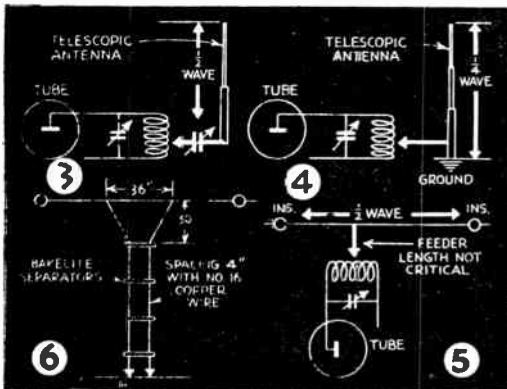 TELESCOPIC
ANTENNA
1/2
WAVE
TUBE
3
TELESCOPIC
ANTENNA
1/4
WAVE
TUBE
4
GROUND
36"
BAKELITE
SEPARATORS
SPACING 4"
WITH NO. 16
COPPER
WIRE
6
INS.
1/2 WAVE
INS.
FEEDER
LENGTH NOT
CRITICAL
TUBE
5